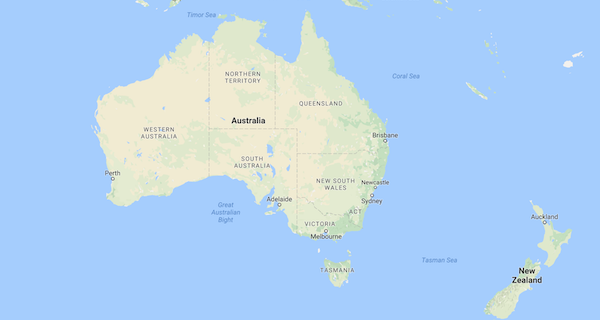 Timor Sea
NORTHERN
TERRITORY
Coral Sea
QUEENSLAND
Australia
WESTERN
AUSTRALIA
Brisbane
SOUTH
AUSTRALIA
Perth
NEW SOUTH
WALES
Newcastle
Adelaide
Sydney
Great
Australian
Bight
ACT
Auckland
VICTORIA
Melbourne
Tasman Sea
TASMANIA
New
Zealand